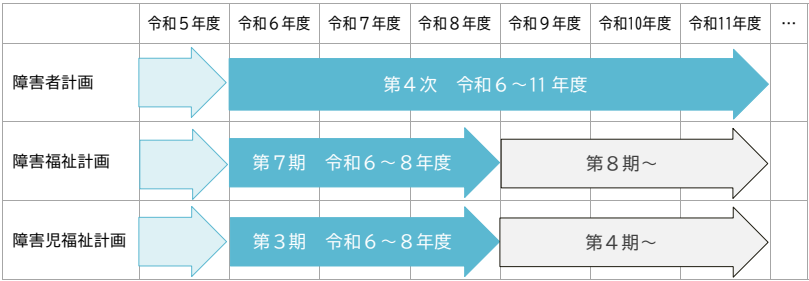 令和５年度 令和６年度 令和７年度 令和８年度 令和９年度 令和10年度 令和11年度 …
障害者計画 第４次　令和６～11 年度
障害福祉計画 第７期　令和６～８年度 第８期～
障害児福祉計画 第３期　令和６～８年度 第４期～